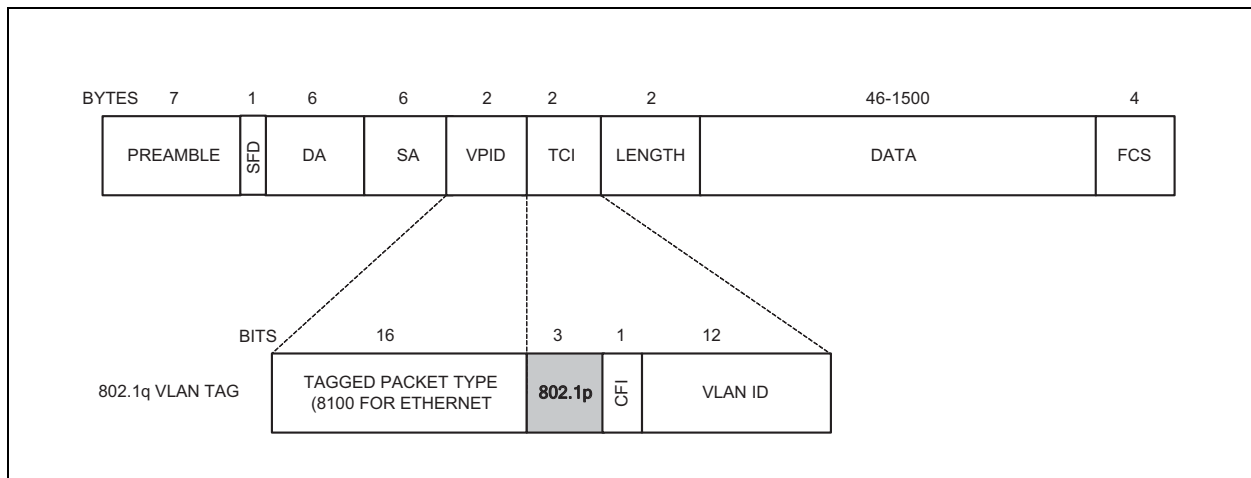 BYTES 7 1 6 6 2 2 2 46-1500 4
PREAMBLE SFD DA SA VPID TCI LENGTH DATA FCS
BITS 16 3 1 12
802.1q VLAN TAG
TAGGED PACKET TYPE
(8100 FOR ETHERNET
802.1p
CFI
VLAN ID